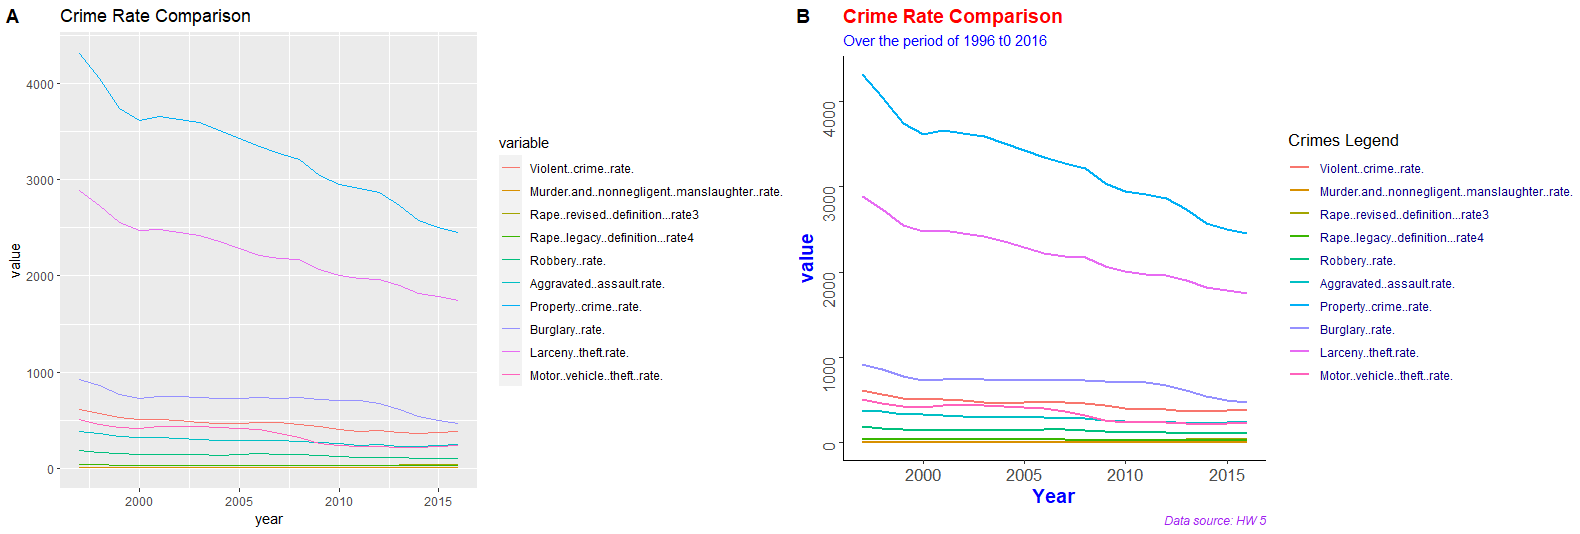 A
Crime Rate Comparison
4000
3000
2000
1000
0
value
2000
2005
2010
2015
year
variable
Violent..crime..rate.
Murder.and..nonnegligent..manslaughter..rate.
Rape..revised..definition...rate3
Rape..legacy..definition...rate4
Robbery..rate.
Aggravated..assault.rate.
Property..crime..rate.
Burglary..rate.
Larceny..theft.rate.
Motor..vehicle..theft..rate.
B
Crime Rate Comparison
Over the period of 1996 t0 2016
4000
3000
2000
1000
0
value
2000
2005
2010
2015
Year
Data source: HW 5
Crimes Legend
Violent..crime..rate.
Murder.and..nonnegligent..manslaughter..rate.
Rape..revised..definition...rate3
Rape..legacy..definition...rate4
Robbery..rate.
Aggravated..assault.rate.
Property..crime..rate.
Burglary..rate.
Larceny..theft.rate.
Motor..vehicle..theft..rate.